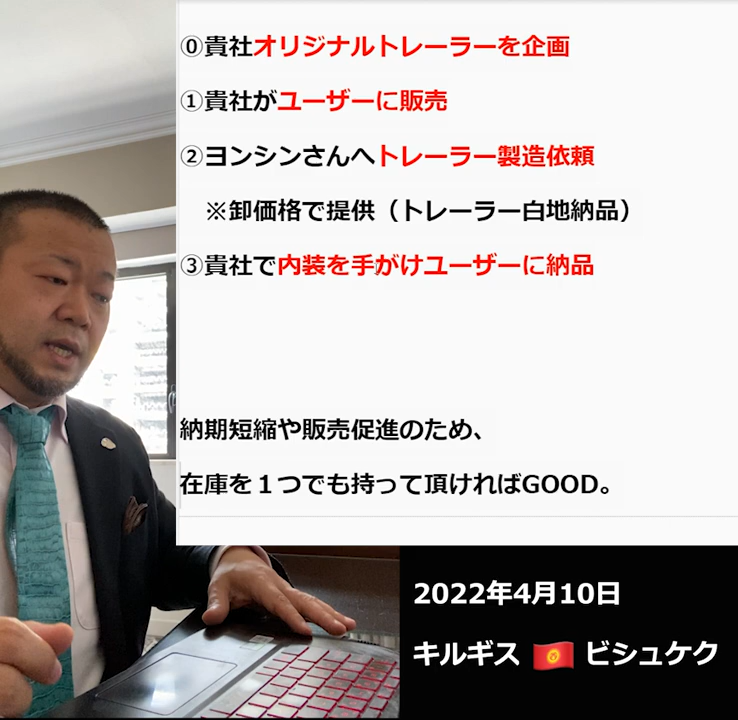 ⓪貴社オリジナルトレーラーを企画
①貴社がユーザーに販売
②ヨンシンさんへトレーラー製造依頼
※卸価格で提供（トレーラー白地納品）
③貴社で内装を手がけユーザーに納品
納期短縮や販売促進のため、
在庫を１つでも持って頂ければGOOD。
2022年4月10日
キルギス 🇰🇬 ビシュケク